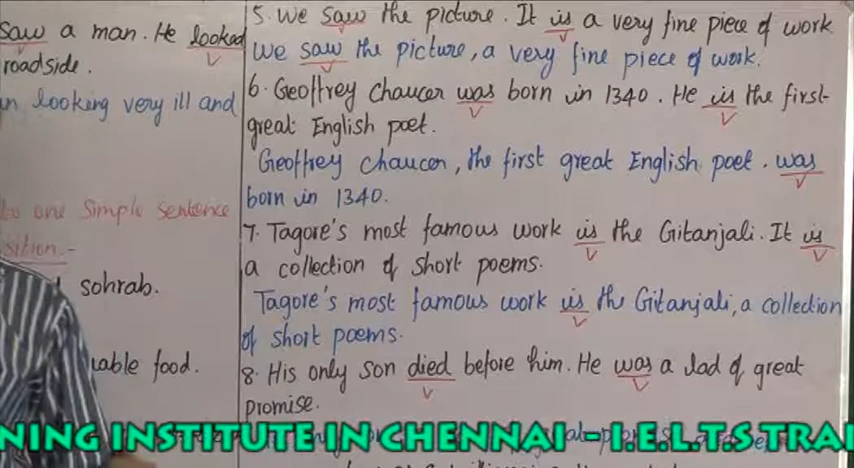 saw a man. He looked
roadside.
looking very ill and
to one Simple sentence
sohrab.
able food.
5. We saw the picture. It is a very fine piece of work
V V
We saw the picture, a very fine piece of work.
V
6. Geoffrey Chaucer was born in 1340. He is the first
V V
great English poet.
Geoffrey Chaucer, the first great English poet. was
V
born in 1340.
7. Tagore's most famous work is the Gitanjali. It is
V V
a collection of short poems.
Tagore's most famous work is the Gitanjali, a collection
V
of short poems.
8. His only son died before him. He was a lad of great
V V
promise.
NING INSTITUTE IN CHENNAI - I.E.L.T.S TRAI